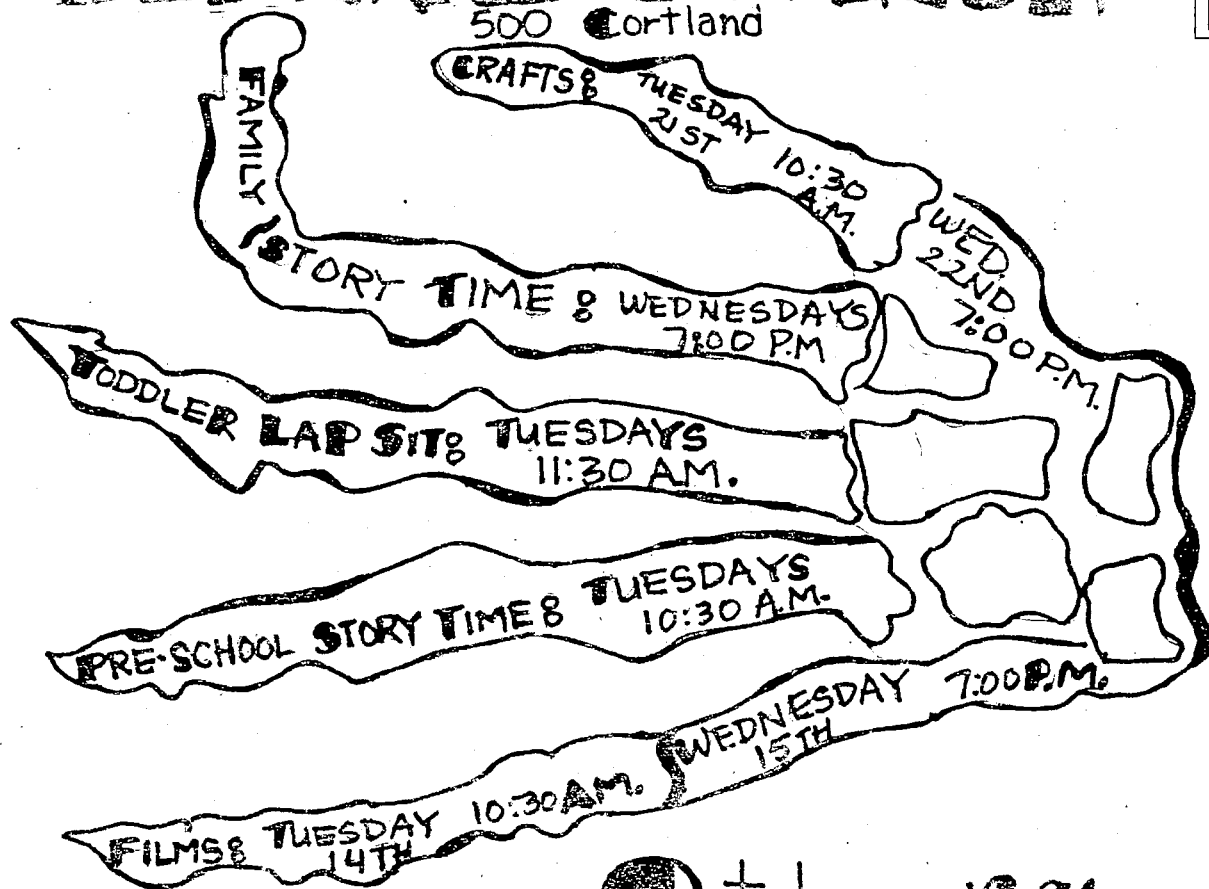 500 Cortland
CRAFTS: TUESDAY 10:30
21ST A.M.
WED.
22ND
7:00 P.M.
FAMILY STORY TIME: WEDNESDAYS
7:00 P.M
TODDLER LAP SIT: TUESDAYS
11:30 A.M.
PRE-SCHOOL STORY TIME: TUESDAYS
10:30 A.M.
FILMS: TUESDAY 10:30 A.M.
14TH
WEDNESDAY 7:00 P.M.
15TH